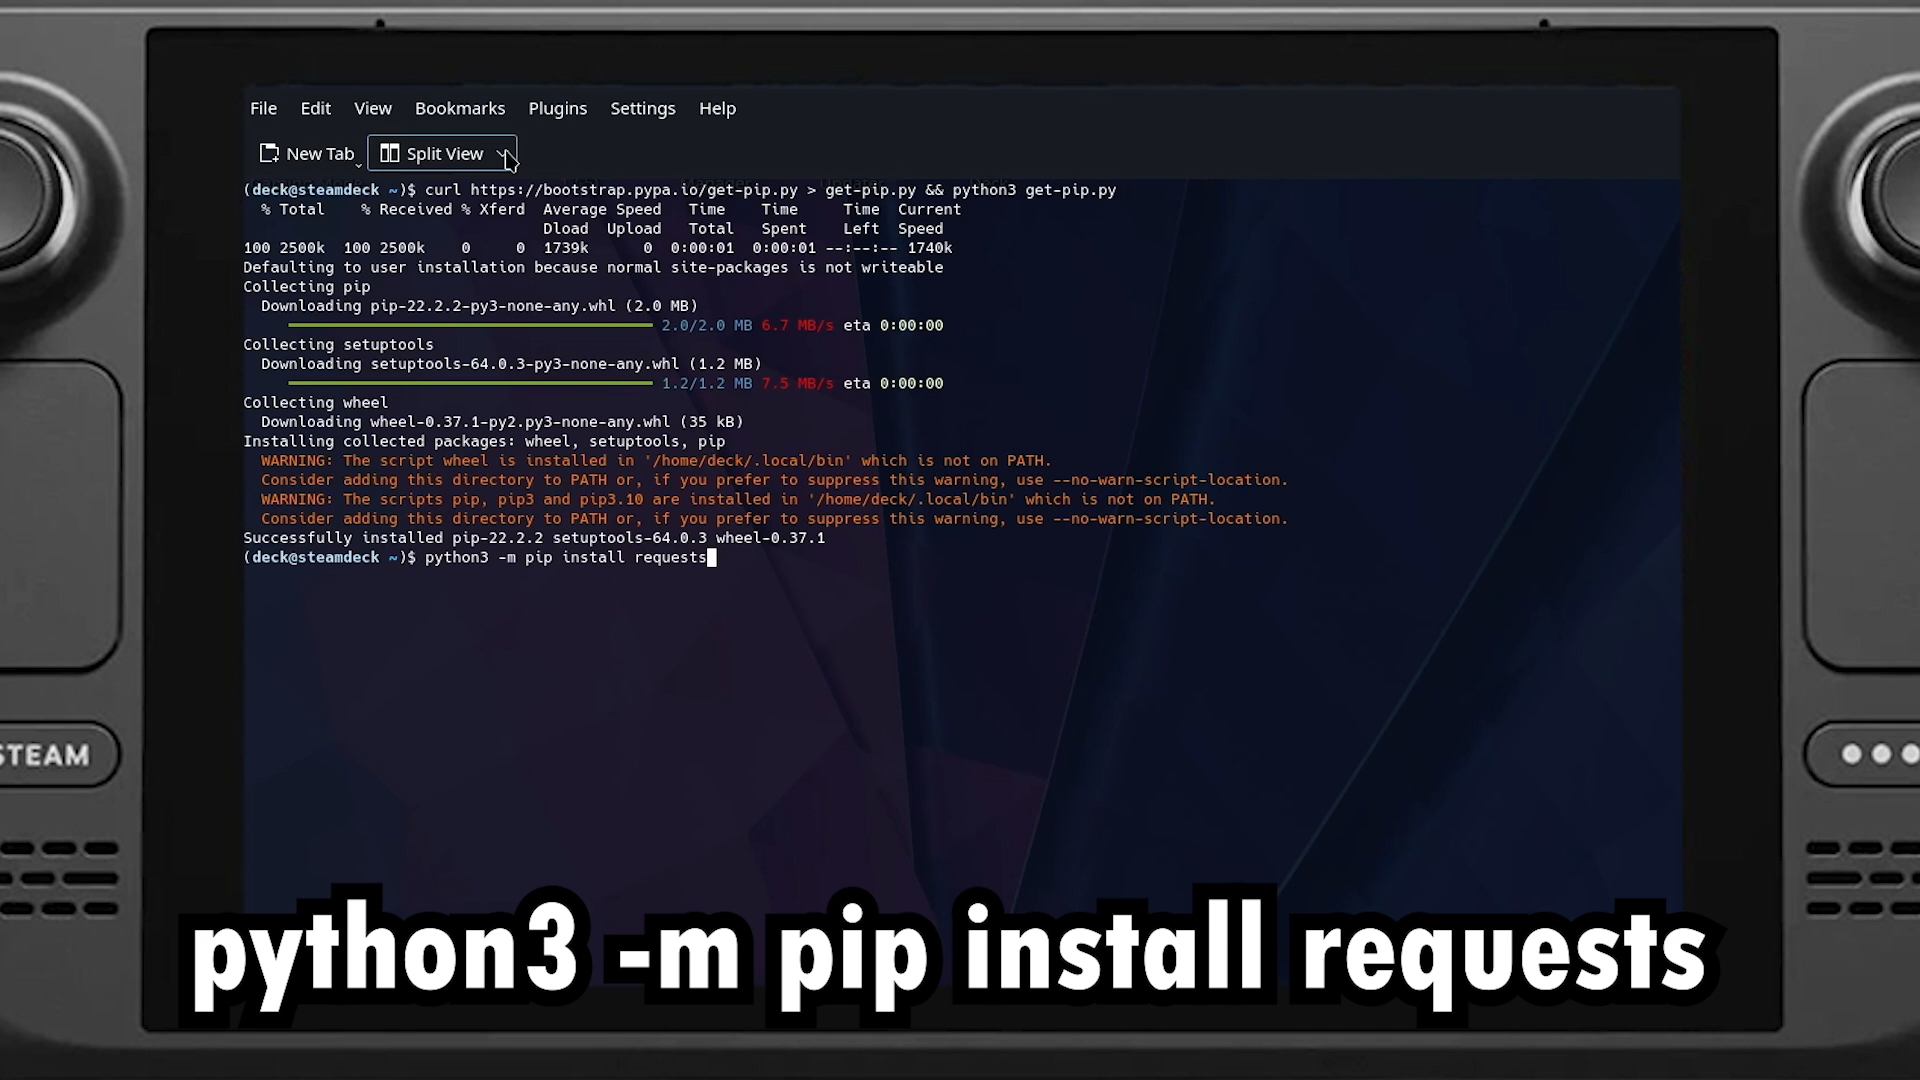 File Edit View Bookmarks Plugins Settings Help
New Tab Split View
(deck@steamdeck ~)$ curl https://bootstrap.pypa.io/get-pip.py > get-pip.py && python3 get-pip.py
% Total % Received % Xferd Average Speed Time Time Time Current
Dload Upload Total Spent Left Speed
100 2500k 100 2500k 0 0 1739k 0 0:00:01 0:00:01 --:--:-- 1740k
Defaulting to user installation because normal site-packages is not writeable
Collecting pip
Downloading pip-22.2.2-py3-none-any.whl (2.0 MB)
2.0/2.0 MB 6.7 MB/s eta 0:00:00
Collecting setuptools
Downloading setuptools-64.0.3-py3-none-any.whl (1.2 MB)
1.2/1.2 MB 7.5 MB/s eta 0:00:00
Collecting wheel
Downloading wheel-0.37.1-py2.py3-none-any.whl (35 kB)
Installing collected packages: wheel, setuptools, pip
WARNING: The script wheel is installed in '/home/deck/.local/bin' which is not on PATH.
Consider adding this directory to PATH or, if you prefer to suppress this warning, use --no-warn-script-location.
WARNING: The scripts pip, pip3 and pip3.10 are installed in '/home/deck/.local/bin' which is not on PATH.
Consider adding this directory to PATH or, if you prefer to suppress this warning, use --no-warn-script-location.
Successfully installed pip-22.2.2 setuptools-64.0.3 wheel-0.37.1
(deck@steamdeck ~)$ python3 -m pip install requests
STEAM
python3 -m pip install requests